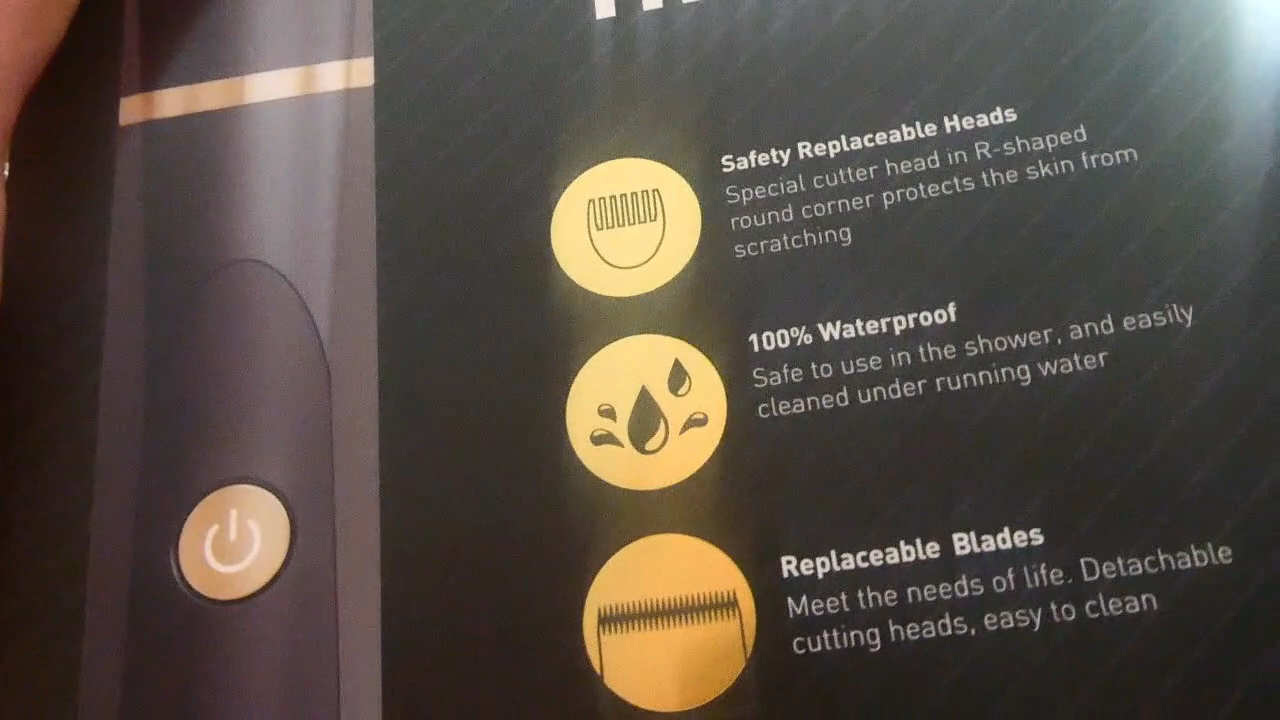 Safety Replaceable Heads
Special cutter head in R-shaped
round corner protects the skin from
scratching
100% Waterproof
Safe to use in the shower, and easily
cleaned under running water
Replaceable Blades
Meet the needs of life. Detachable
cutting heads, easy to clean